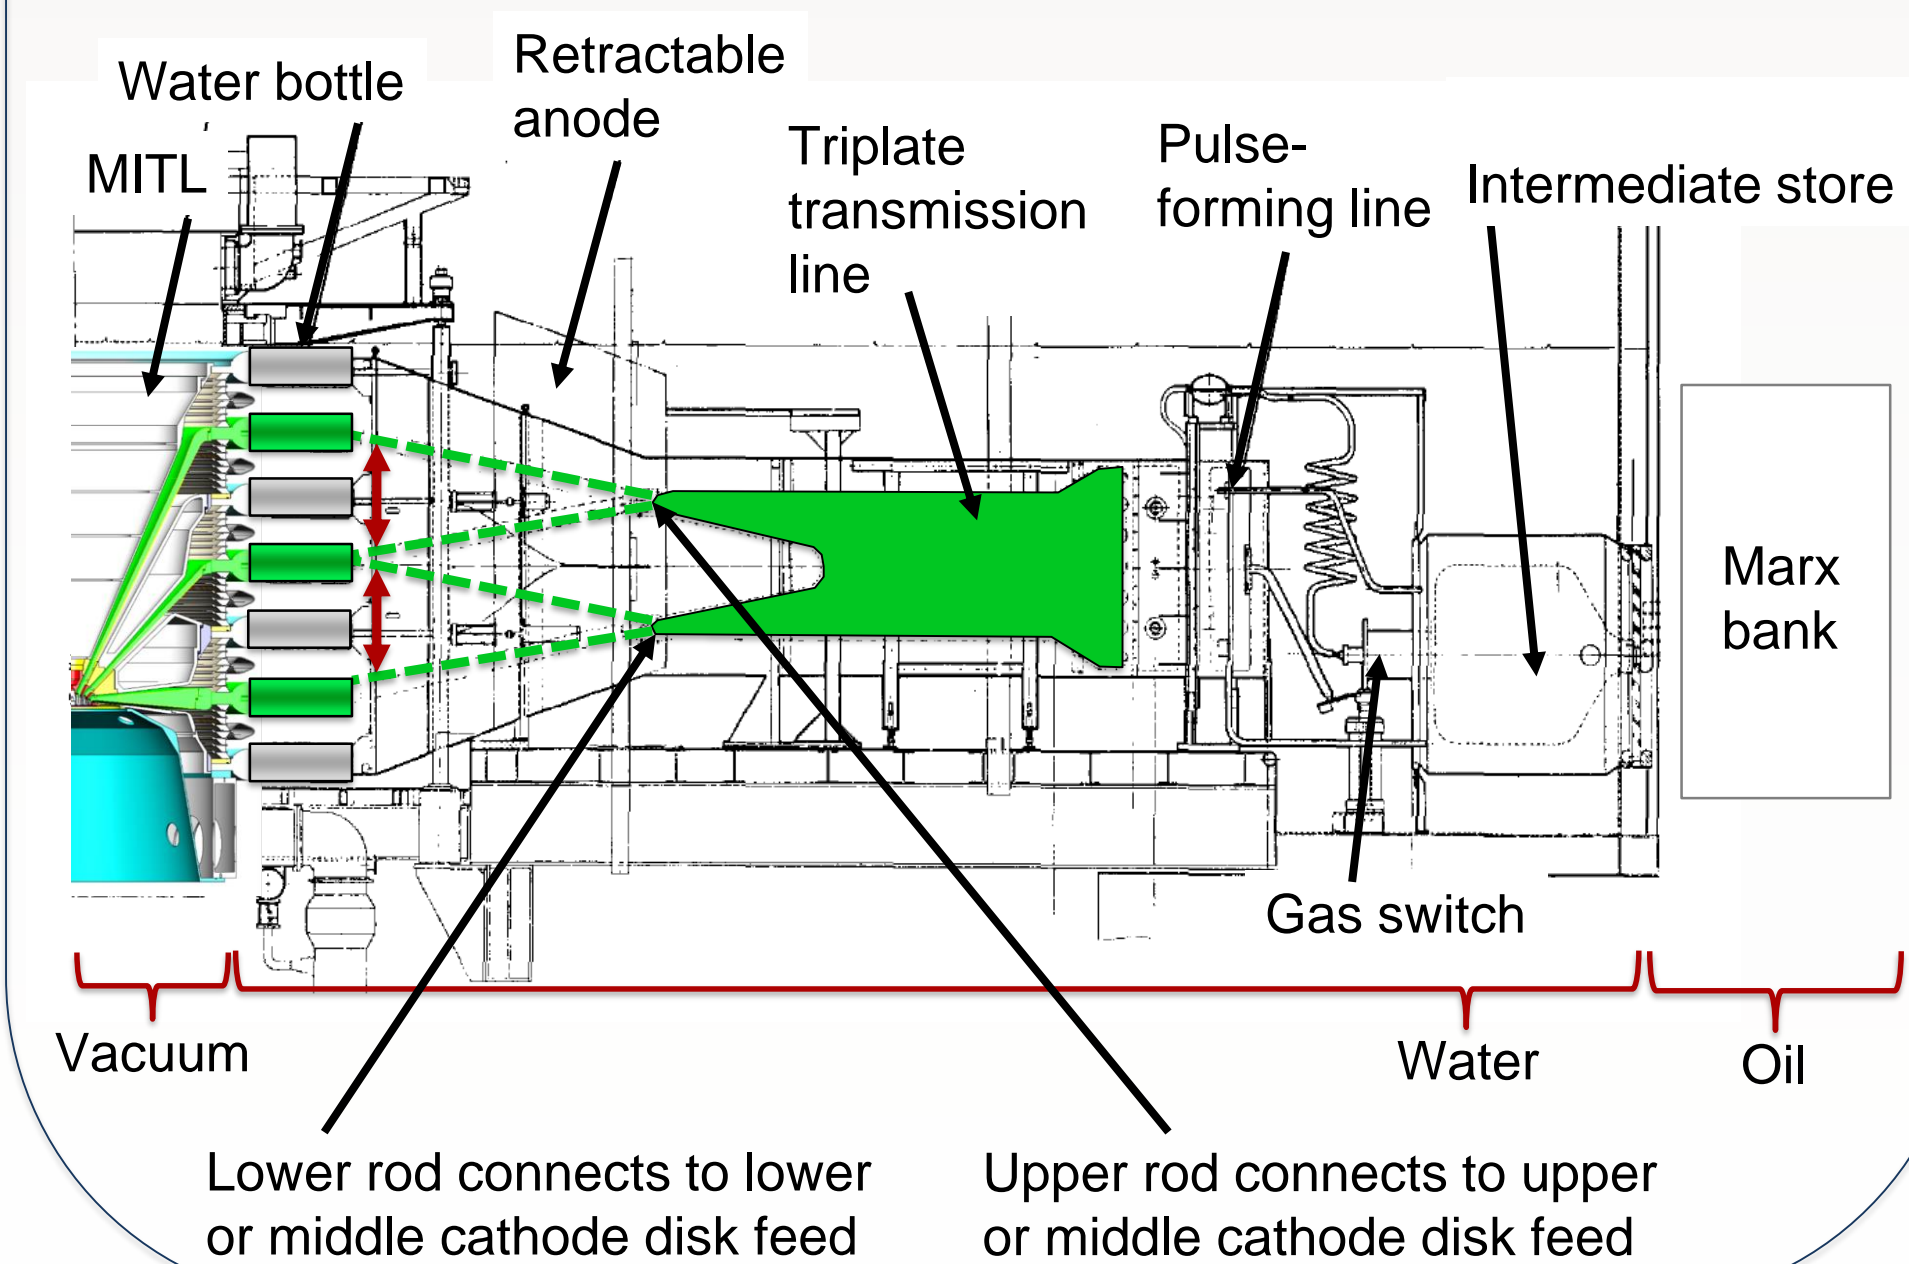 Water bottle
MITL
Retractable
anode
Triplate
transmission
line
Pulse-
forming line
Intermediate store
Marx
bank
Gas switch
Vacuum
Water
Oil
Lower rod connects to lower
or middle cathode disk feed
Upper rod connects to upper
or middle cathode disk feed